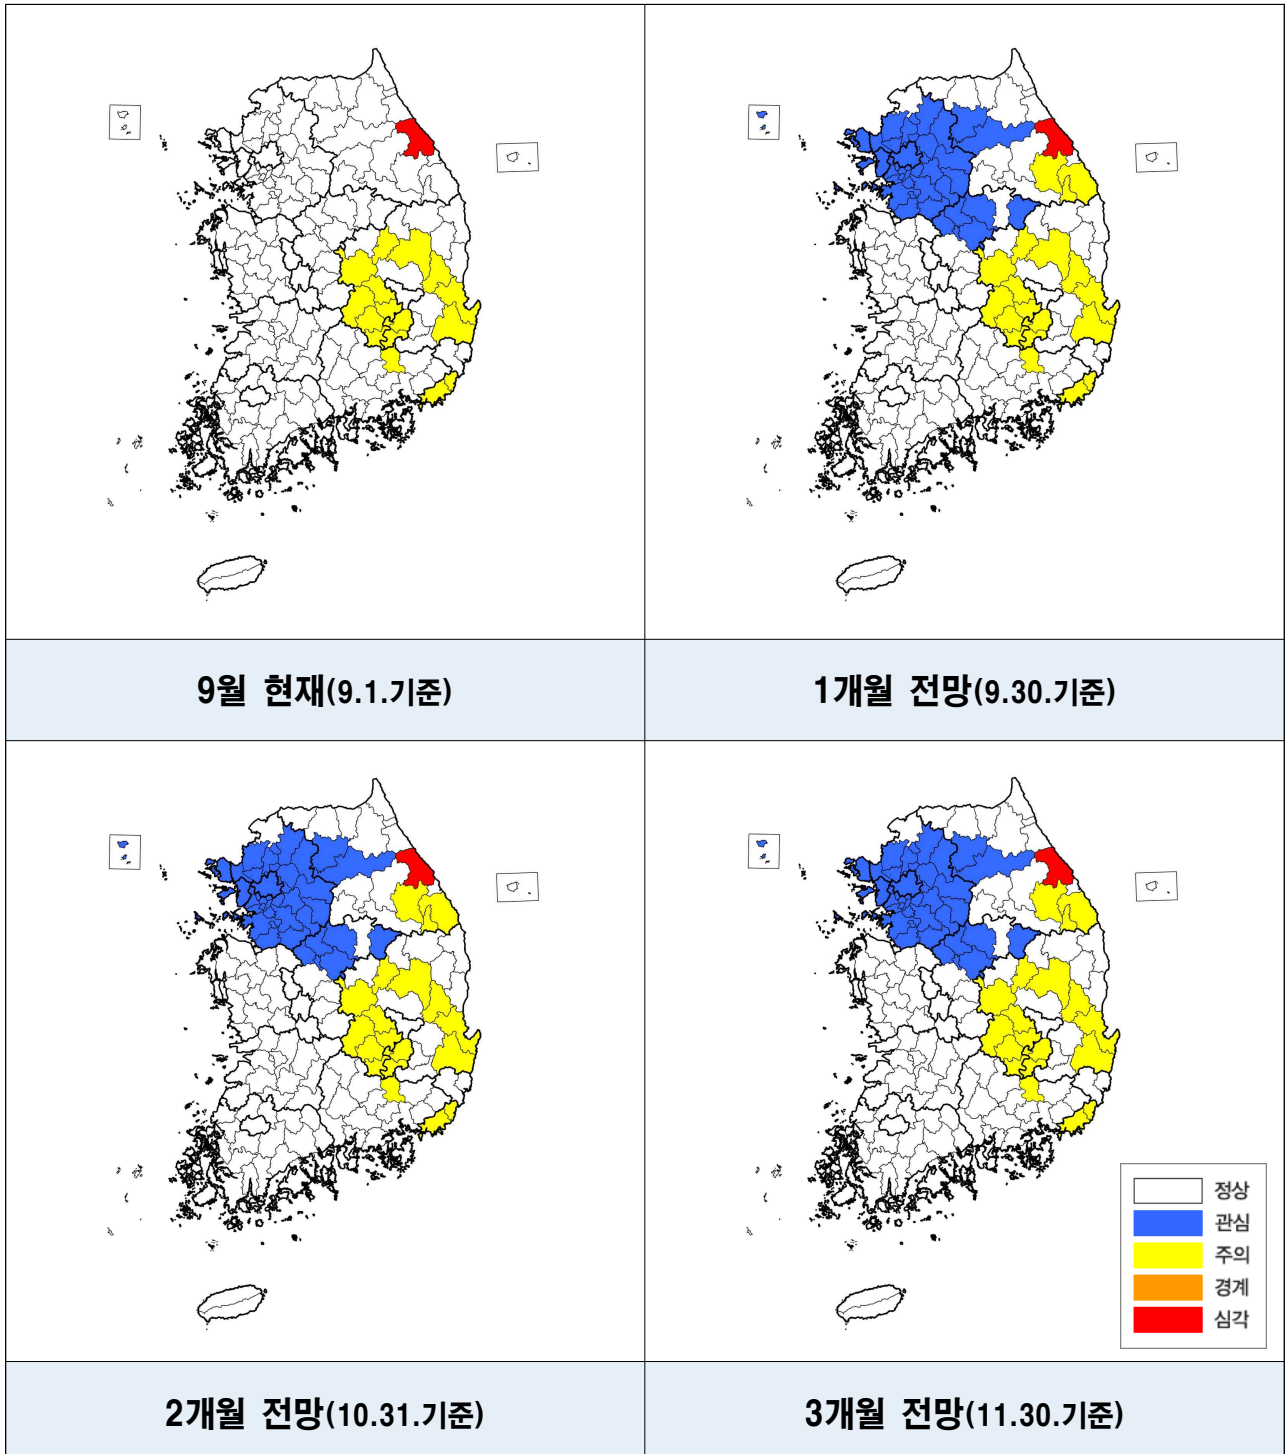 9월 현재(9.1.기준)
1개월 전망(9.30.기준)
정상
관심
주의
경계
심각
2개월 전망(10.31.기준)
3개월 전망(11.30.기준)